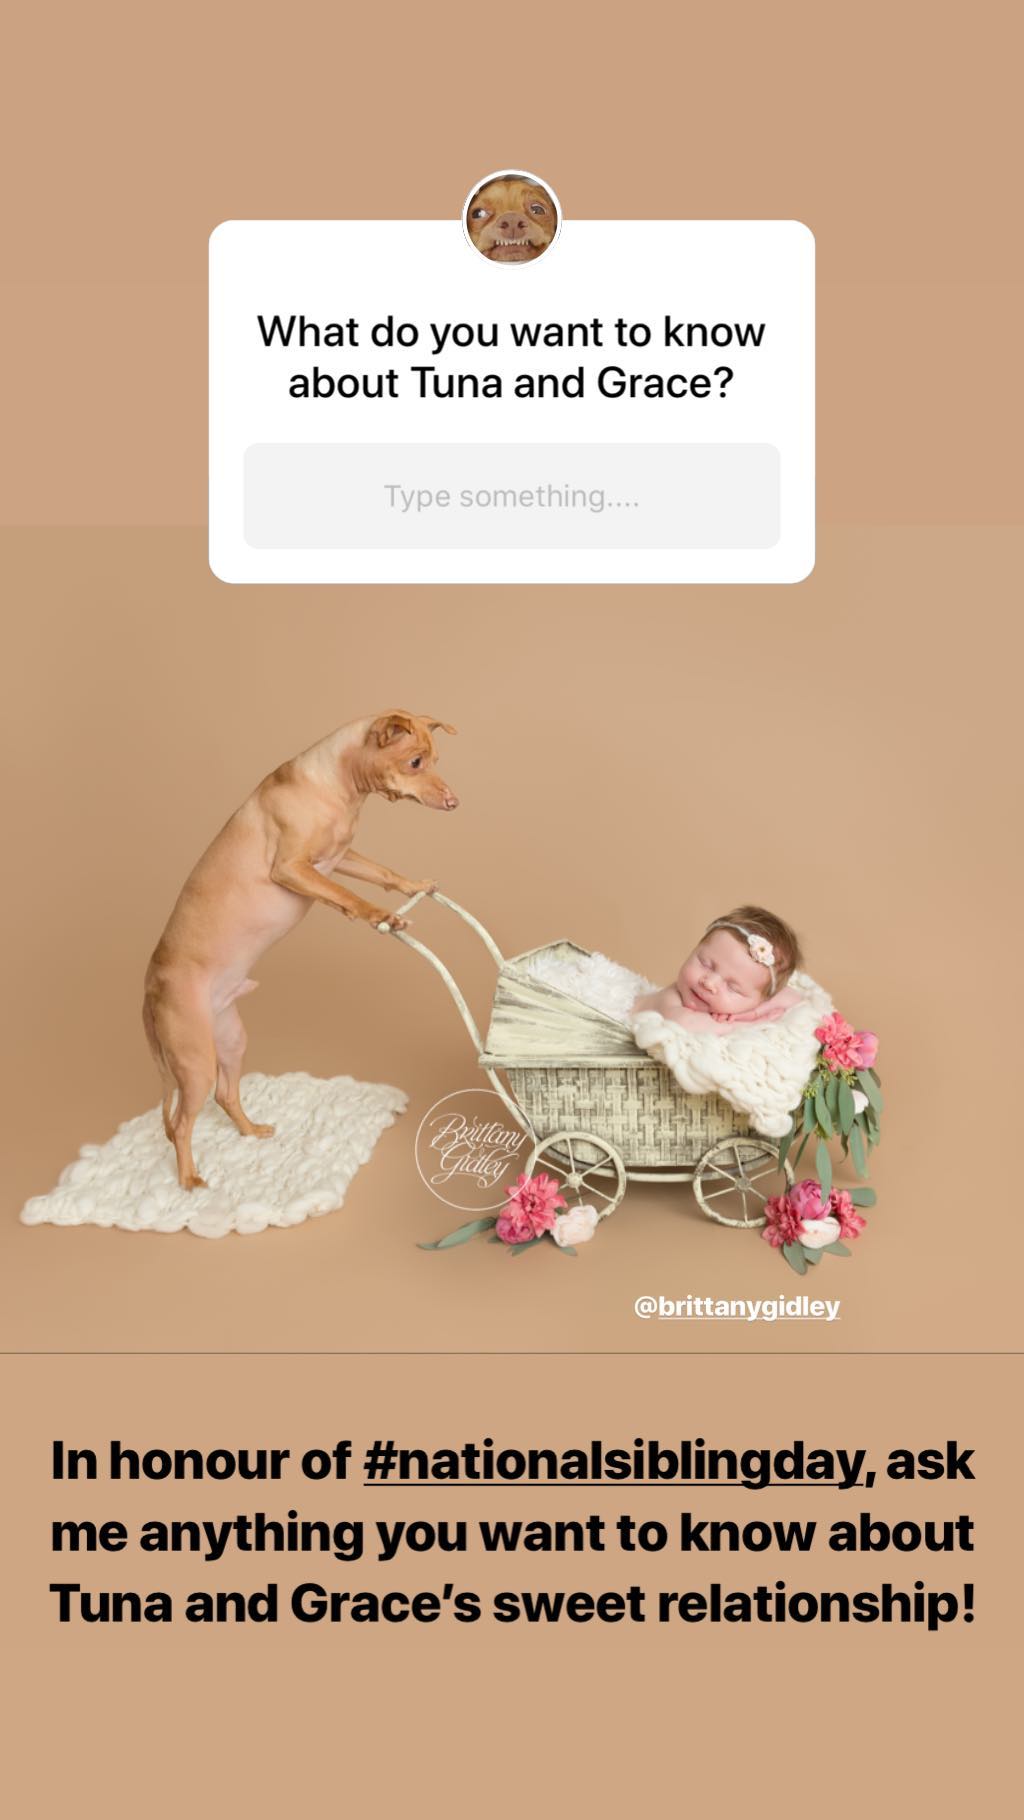 What do you want to know
about Tuna and Grace?
Type something....
Brittany
Gidley
@brittanygidley
In honour of #nationalsiblingday, ask
me anything you want to know about
Tuna and Grace’s sweet relationship!